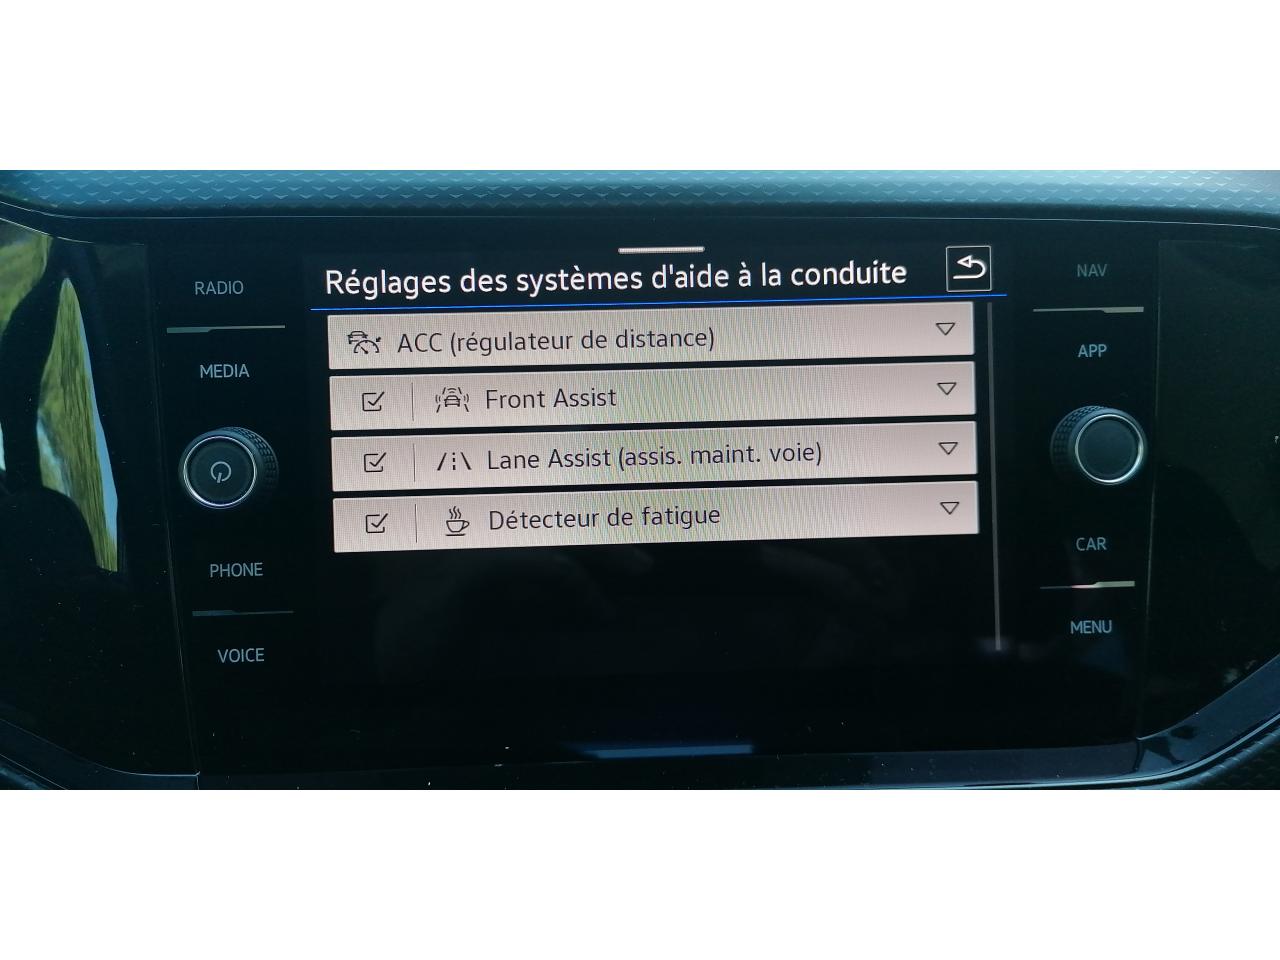 Réglages des systèmes d'aide à la conduite
ACC (régulateur de distance)
Front Assist
Lane Assist (assis. maint. voie)
Détecteur de fatigue
RADIO
MEDIA
PHONE
VOICE
NAV
APP
CAR
MENU